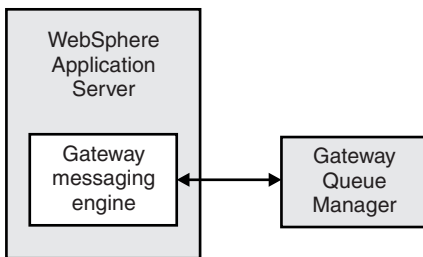 WebSphere
Application
Server
Gateway
messaging
engine
Gateway
Queue
Manager